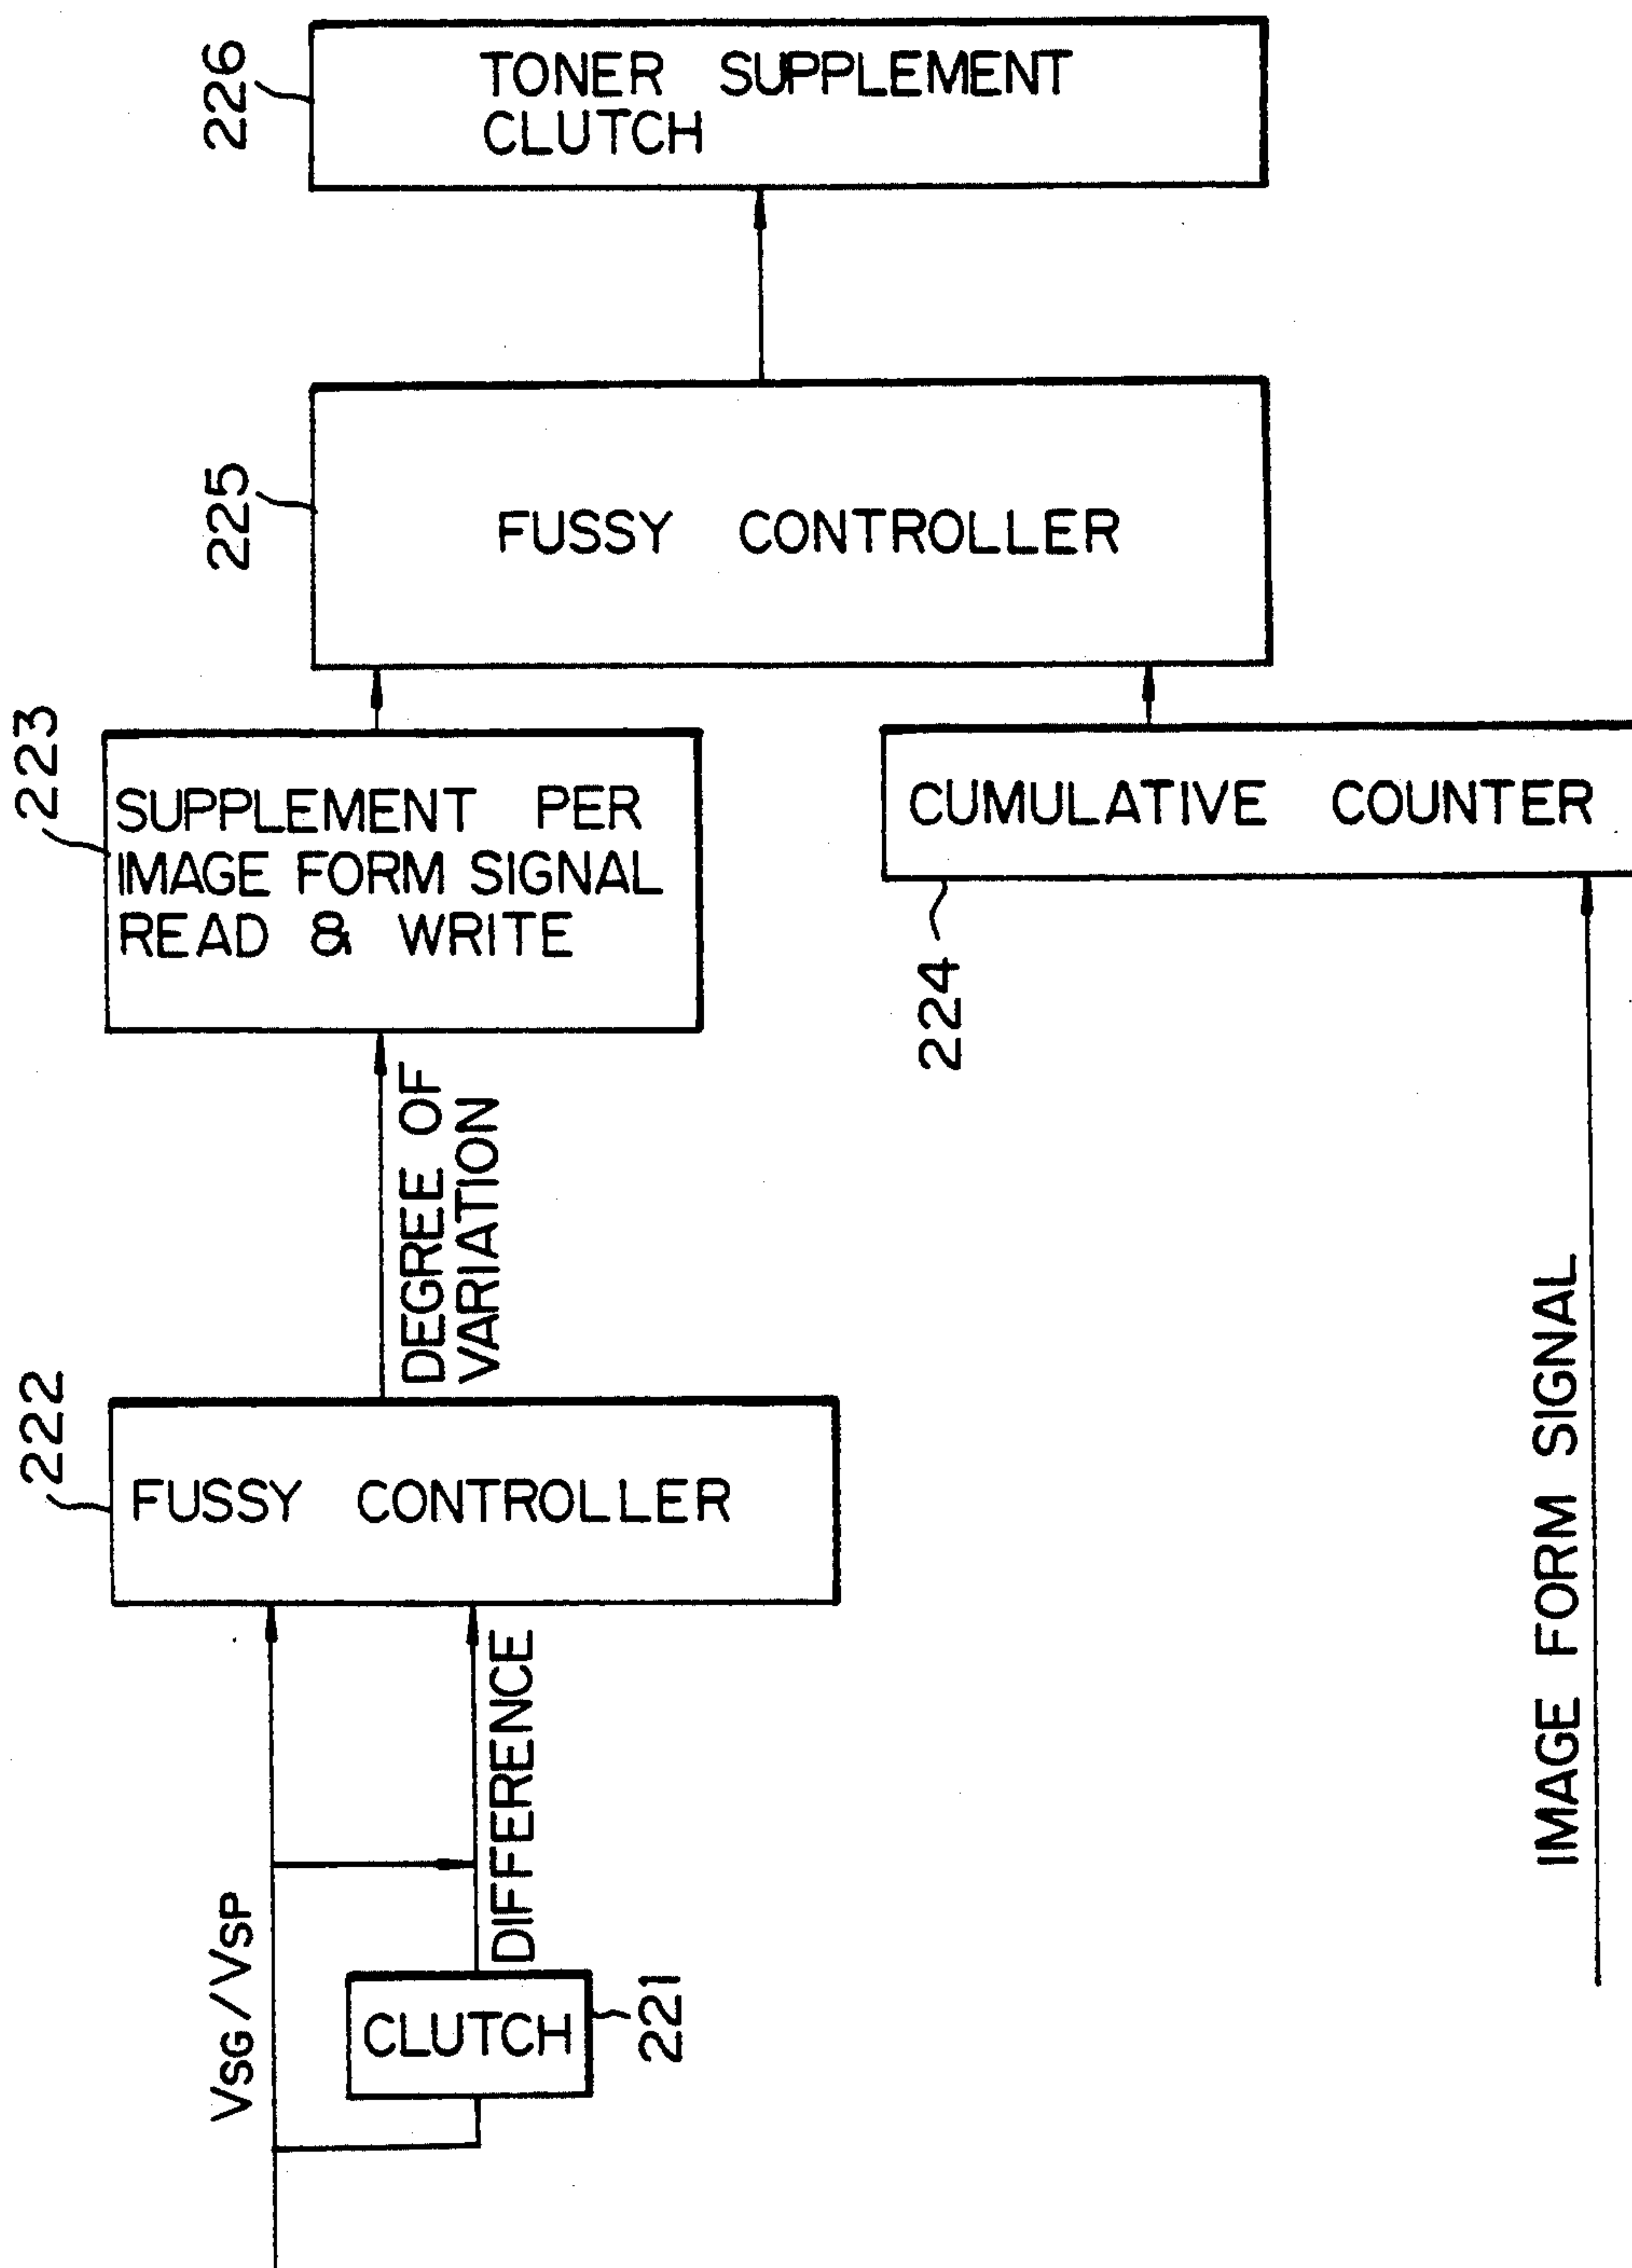 226
TONER SUPPLEMENT
CLUTCH
225
FUSSY CONTROLLER
223
SUPPLEMENT PER
IMAGE FORM SIGNAL
READ & WRITE
CUMULATIVE COUNTER
224
DEGREE OF
VARIATION
222
FUSSY CONTROLLER
DIFFERENCE
VSG/VSP
CLUTCH
221
IMAGE FORM SIGNAL